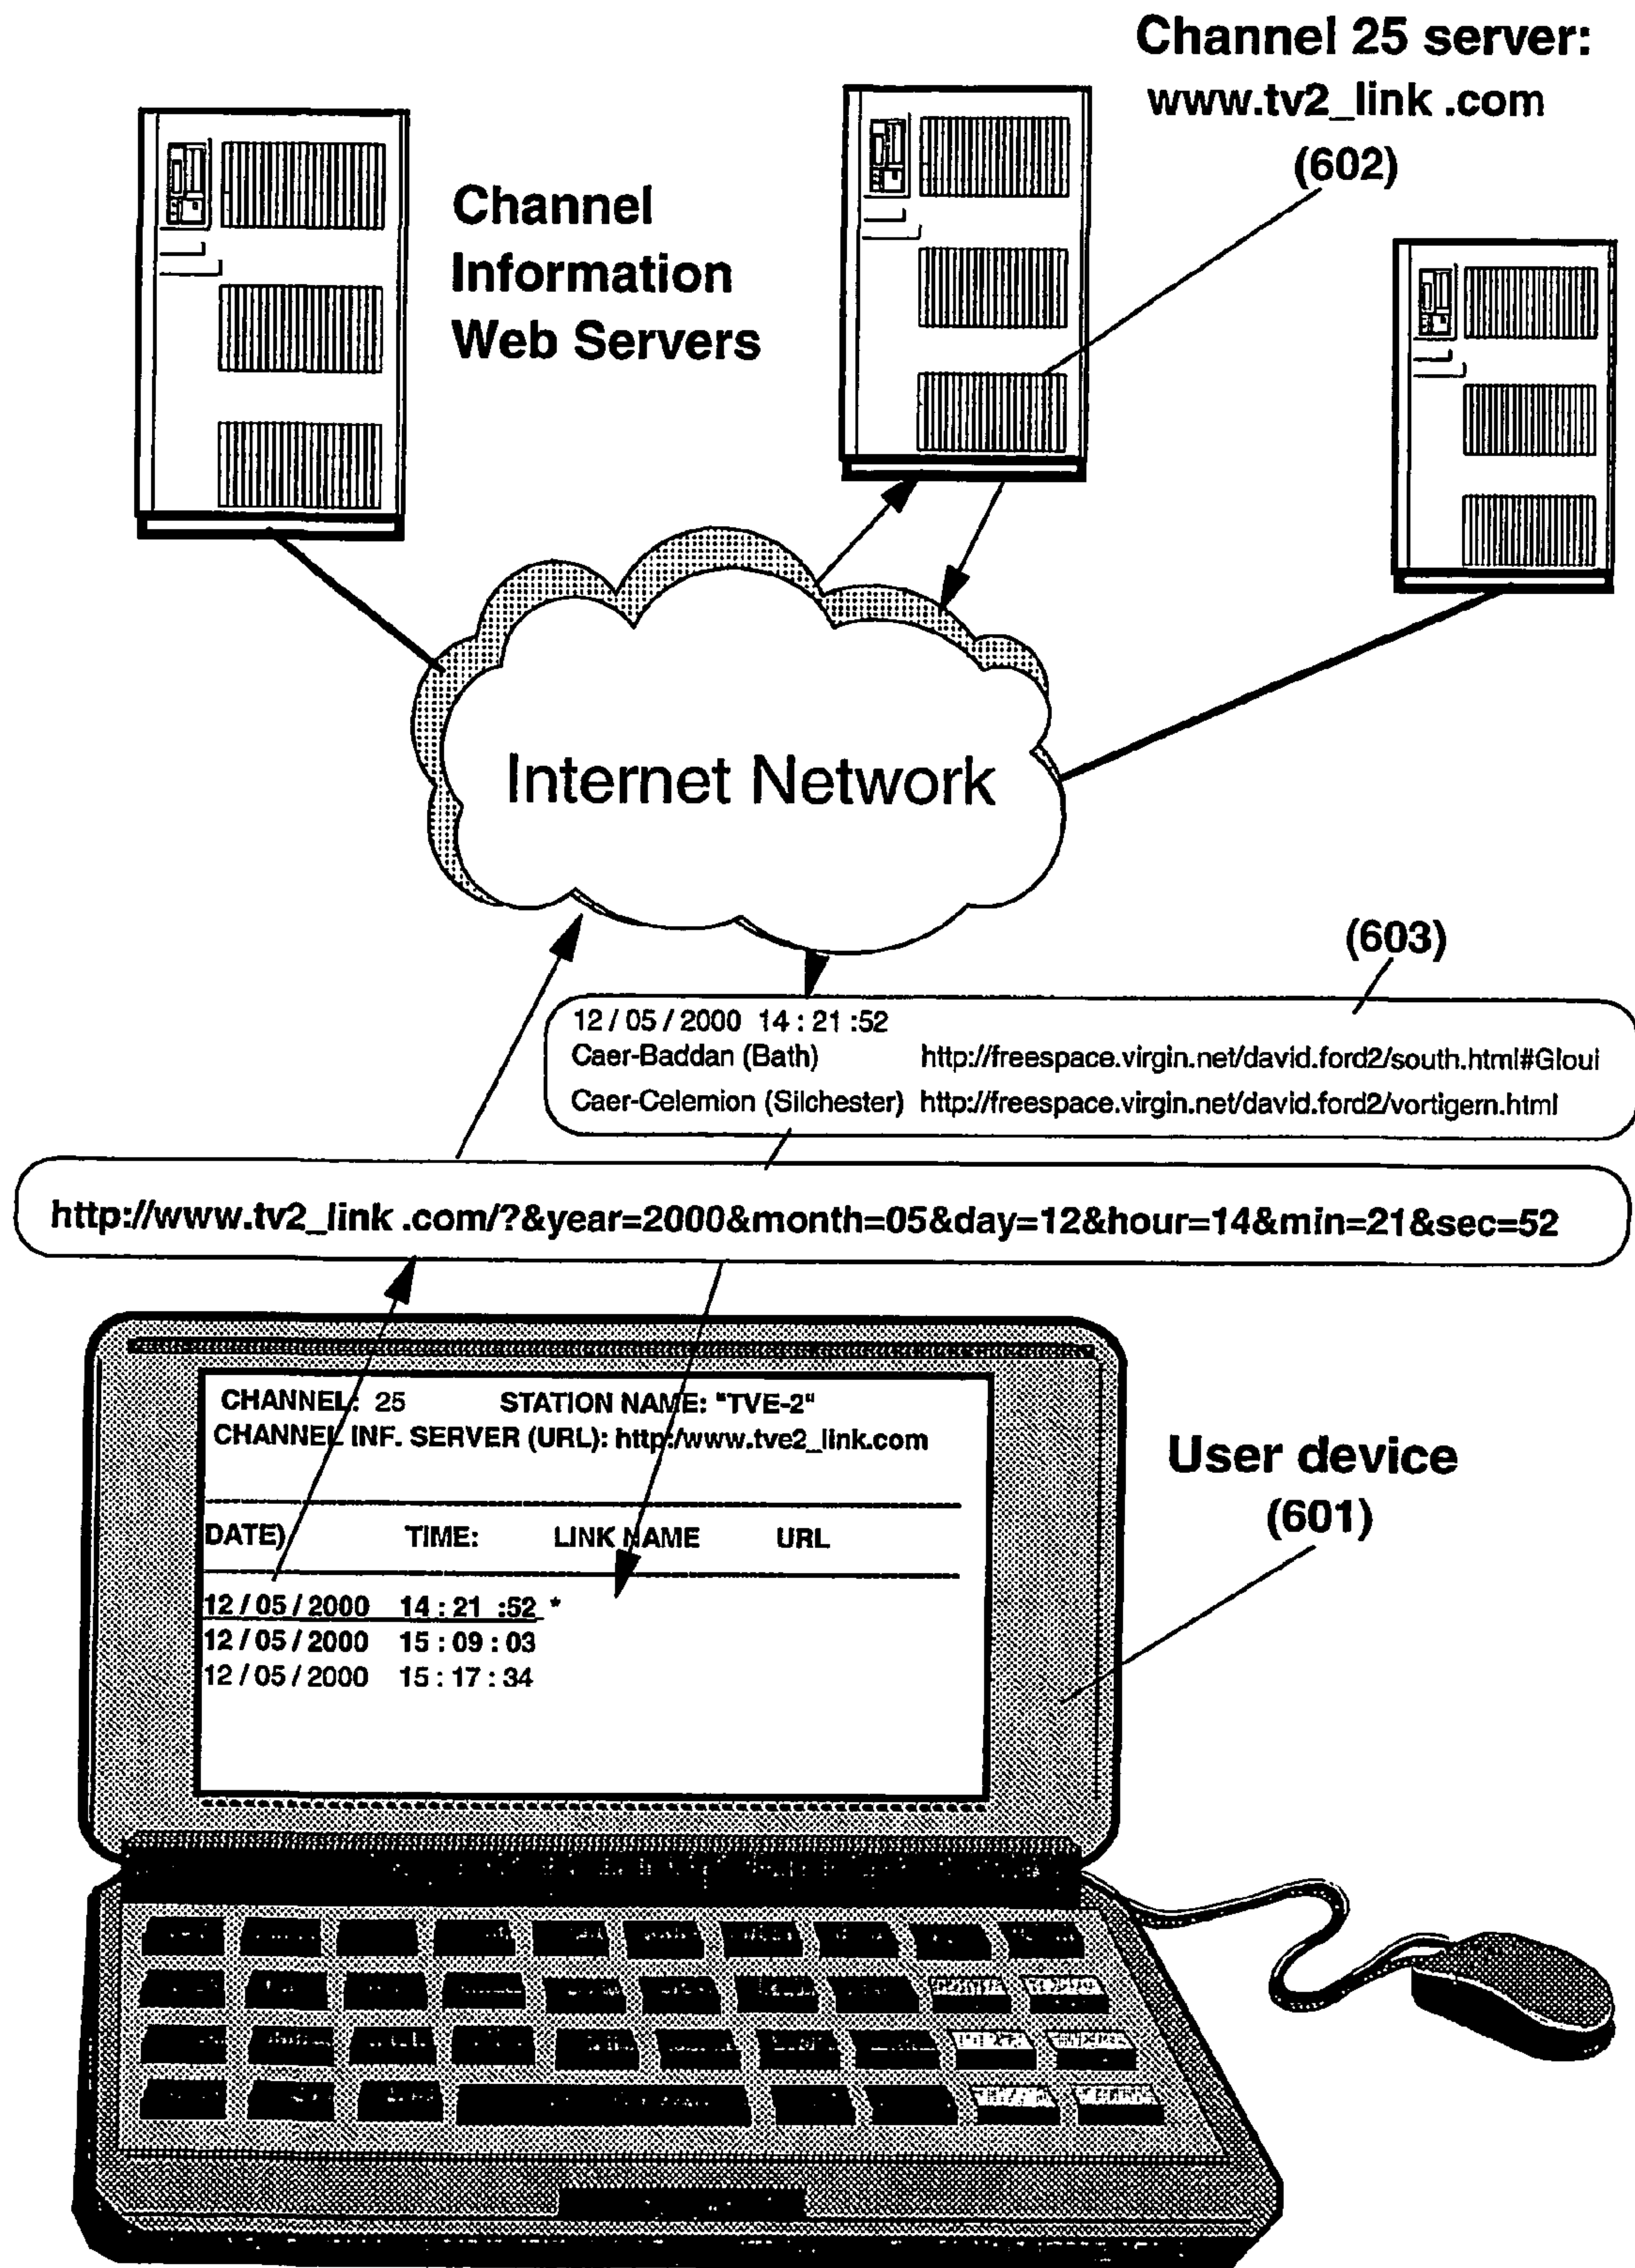 Channel 25 server:
www.tv2_link .com
(602)
Channel
Information
Web Servers
Internet Network
(603)
12 / 05 / 2000 14 : 21 :52
Caer-Baddan (Bath) http://freespace.virgin.net/david.ford2/south.html#Gloui
Caer-Celemion (Silchester) http://freespace.virgin.net/david.ford2/vortigern.html
http://www.tv2_link .com/?&year=2000&month=05&day=12&hour=14&min=21&sec=52
CHANNEL: 25 STATION NAME: "TVE-2"
CHANNEL INF. SERVER (URL): http:/www.tve2_link.com
DATE) TIME: LINK NAME URL
12 / 05 / 2000 14 : 21 :52 *
12 / 05 / 2000 15 : 09 : 03
12 / 05 / 2000 15 : 17 : 34
User device
(601)